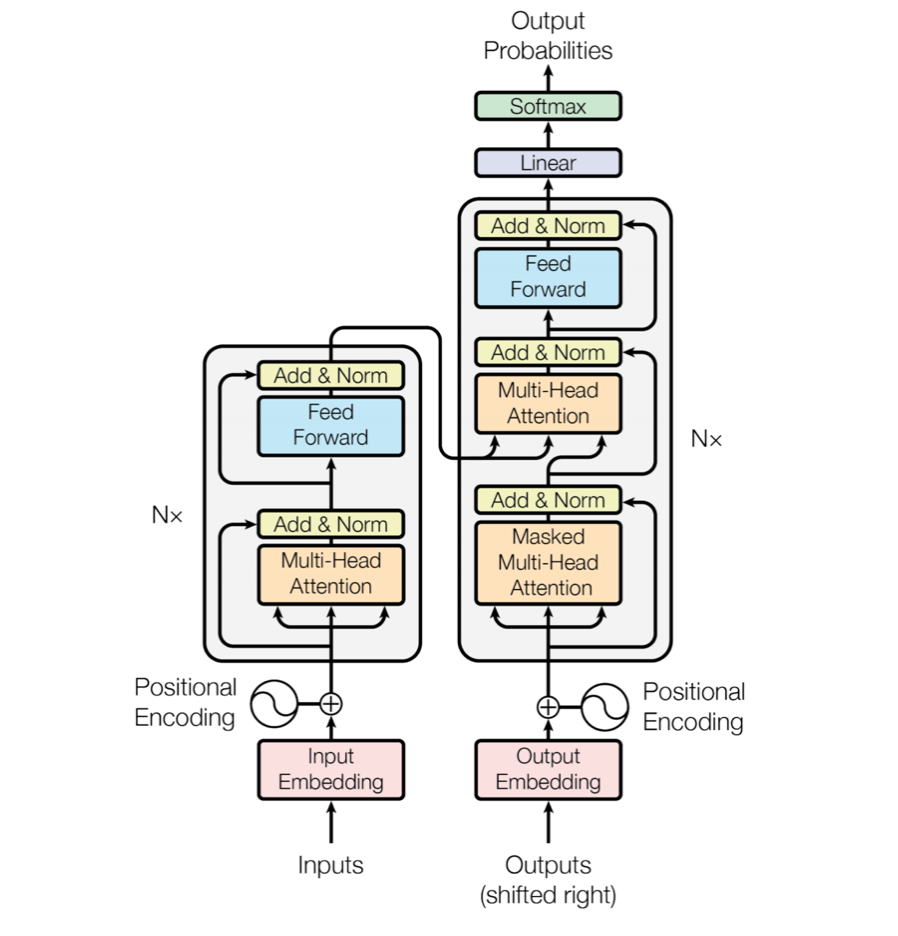 Output
Probabilities
Softmax
Linear
Add & Norm
Feed
Forward
Add & Norm
Multi-Head
Attention
N×
Add & Norm
Masked
Multi-Head
Attention
Add & Norm
Feed
Forward
N×
Add & Norm
Multi-Head
Attention
Positional
Encoding
Positional
Encoding
Input
Embedding
Output
Embedding
Inputs
Outputs
(shifted right)